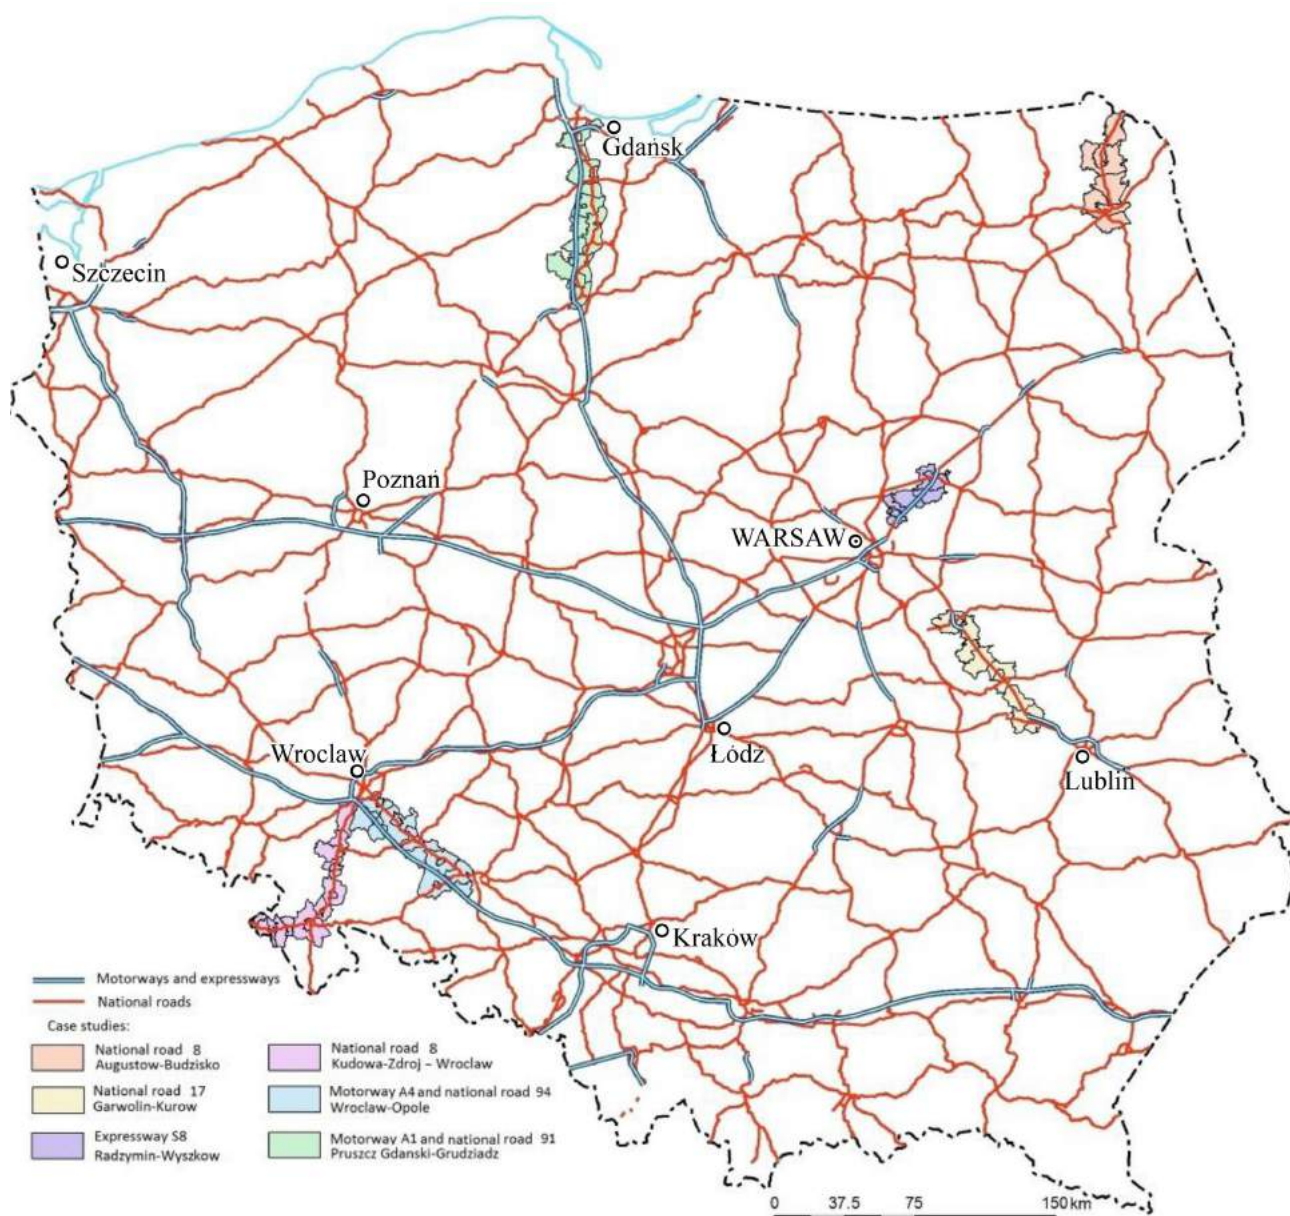 Gdańsk
Szczecin
Poznań
WARSAW
Wroclaw
Łódź
Lublin
Kraków
Motorways and expressways
National roads
Case studies:
National road 8
Augustow-Budzisko
National road 17
Garwolin-Kurow
Expressway S8
Radzymin-Wyszkow
National road 8
Kudowa-Zdroj – Wroclaw
Motorway A4 and national road 94
Wroclaw-Opole
Motorway A1 and national road 91
Pruszcz Gdanski-Grudziadz
0 37.5 75 150 km